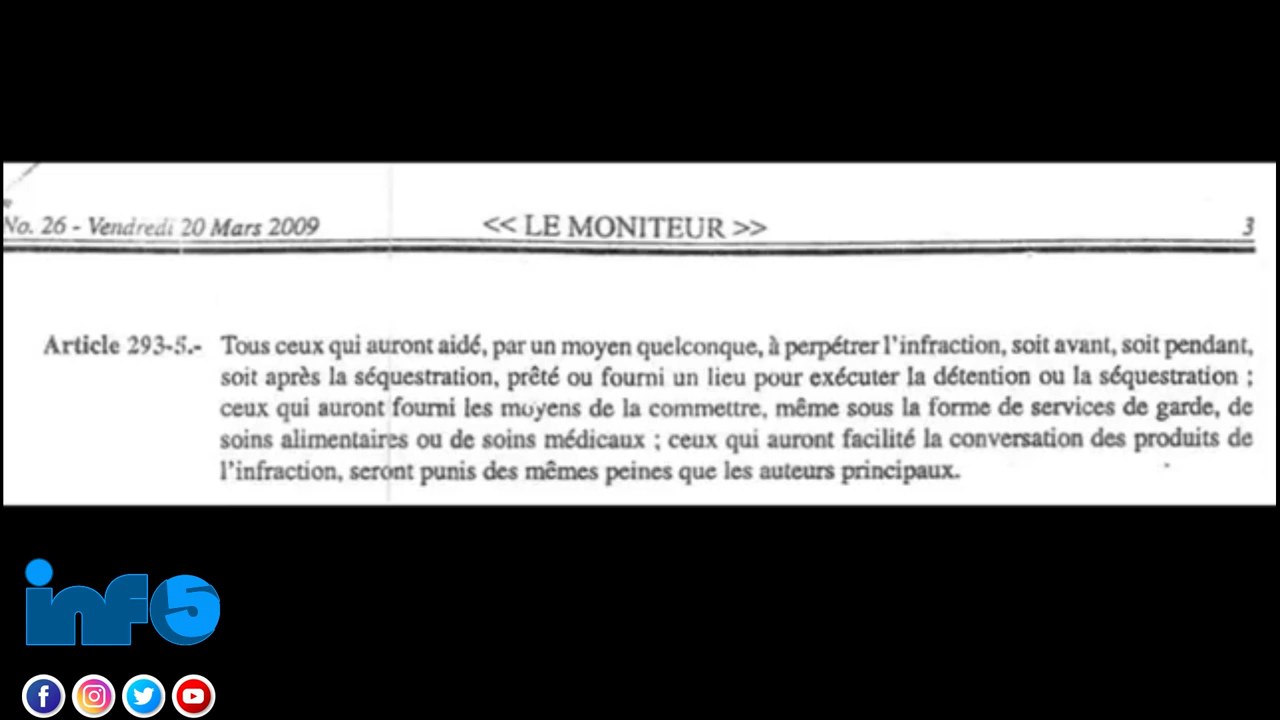 No. 26 - Vendredi 20 Mars 2009 << LE MONITEUR >> 3
Article 293-5.- Tous ceux qui auront aidé, par un moyen quelconque, à perpétrer l'infraction, soit avant, soit pendant,
soit après la séquestration, prêté ou fourni un lieu pour exécuter la détention ou la séquestration ;
ceux qui auront fourni les moyens de la commettre, même sous la forme de services de garde, de
soins alimentaires ou de soins médicaux ; ceux qui auront facilité la conversation des produits de
l'infraction, seront punis des mêmes peines que les auteurs principaux.
inf5